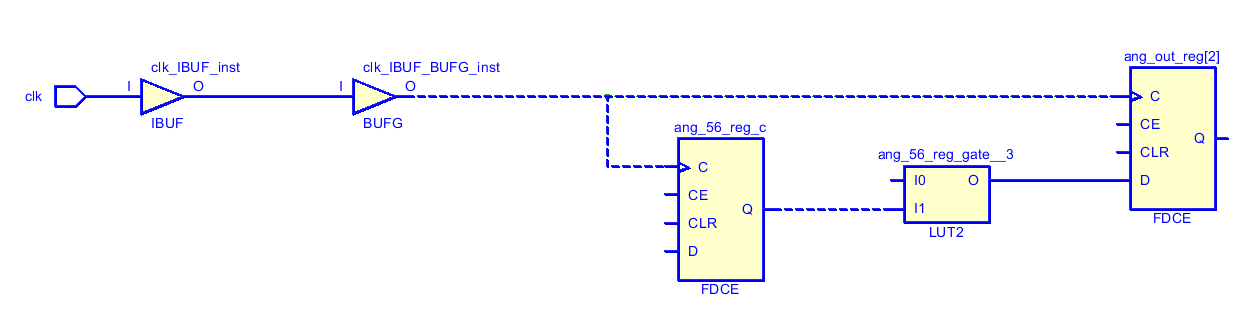 ang_out_reg[2]
clk_IBUF_inst
clk_IBUF_BUFG_inst
I
O
I
O
clk
C
IBUF
BUFG
CE
ang_56_reg_c
Q
CLR
ang_56_reg_gate__3
C
I0
O
D
CE
Q
I1
CLR
FDCE
LUT2
D
FDCE